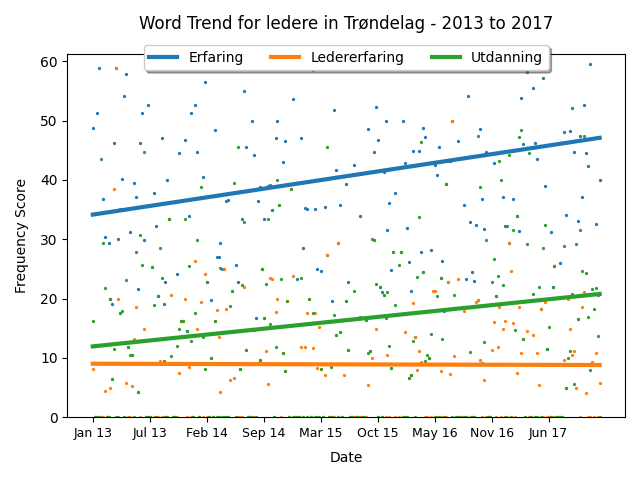 Word Trend for ledere in Trøndelag - 2013 to 2017
Erfaring Ledererfaring Utdanning
Frequency Score
60
50
40
30
20
10
0
Jan 13 Jul 13 Feb 14 Sep 14 Mar 15 Oct 15 May 16 Nov 16 Jun 17
Date